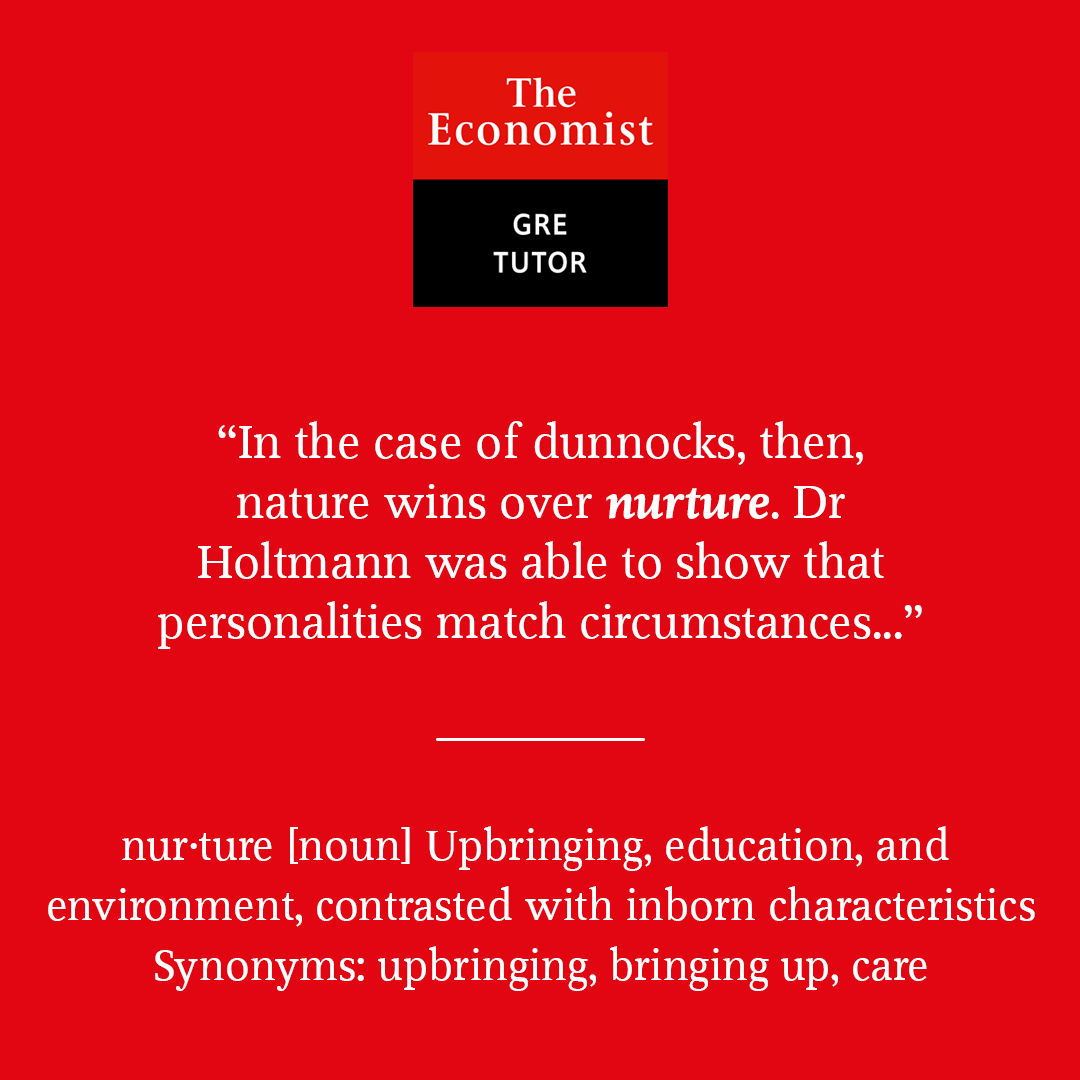 The
Economist
GRE
TUTOR
“In the case of dunnocks, then,
nature wins over nurture. Dr
Holtmann was able to show that
personalities match circumstances...”
nur·ture [noun] Upbringing, education, and
environment, contrasted with inborn characteristics
Synonyms: upbringing, bringing up, care